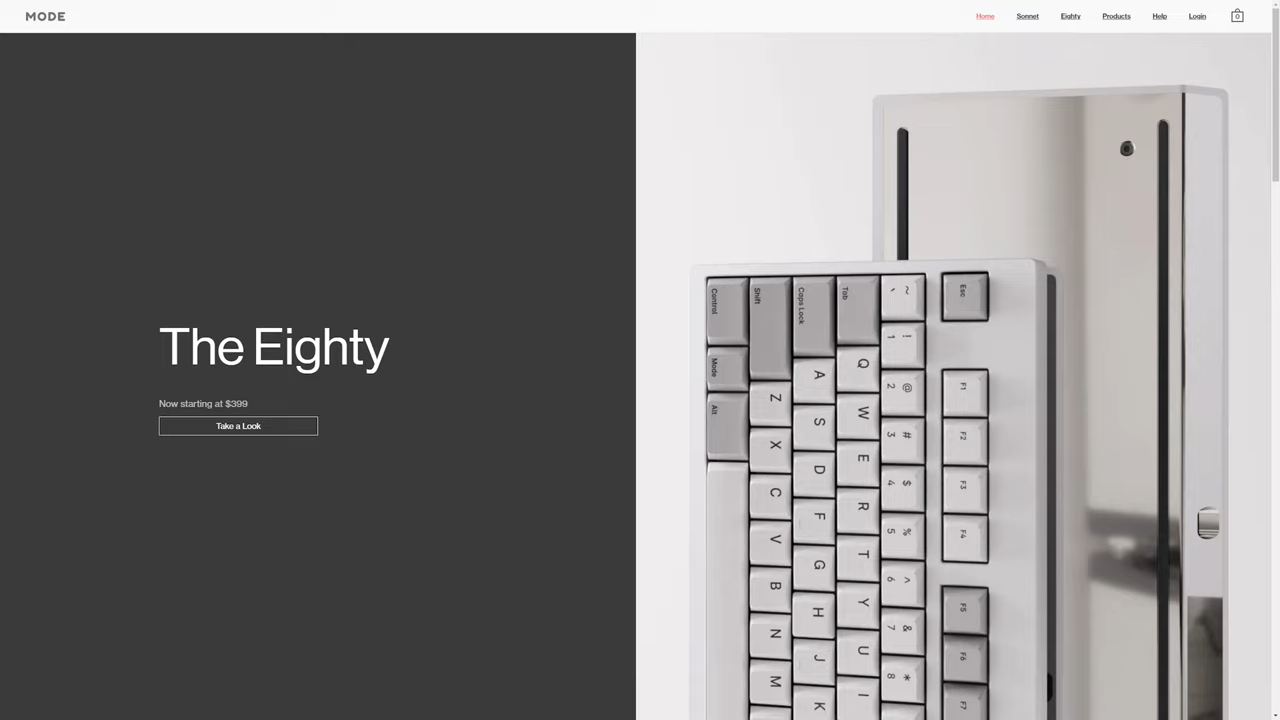 MODE
Home Sonnet Eighty Products Help Login 0
The Eighty
Now starting at $399
Take a Look
Control Shift Caps Lock Tab ~ ` Esc
! 1
Mode A Q @ 2 F1
Alt Z S W # 3 F2
X D E $ 4 F3
C F R % 5 F4
V G T ^ 6
B H Y & 7 F5
N J U * 8 F6
M K I F7